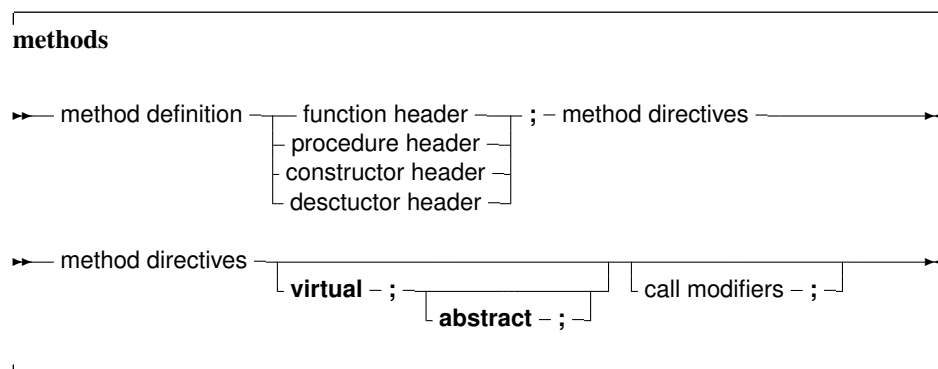 methods
method definition function header ; method directives
procedure header
constructor header
desctuctor header
method directives
virtual ; call modifiers ;
abstract ;